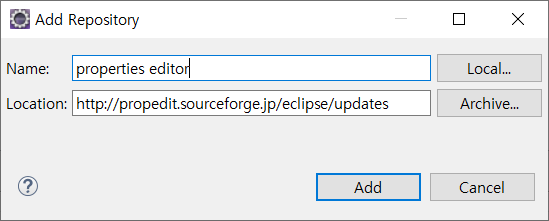 Add Repository
Name: properties editor Local...
Location: http://propedit.sourceforge.jp/eclipse/updates Archive...
? Add Cancel